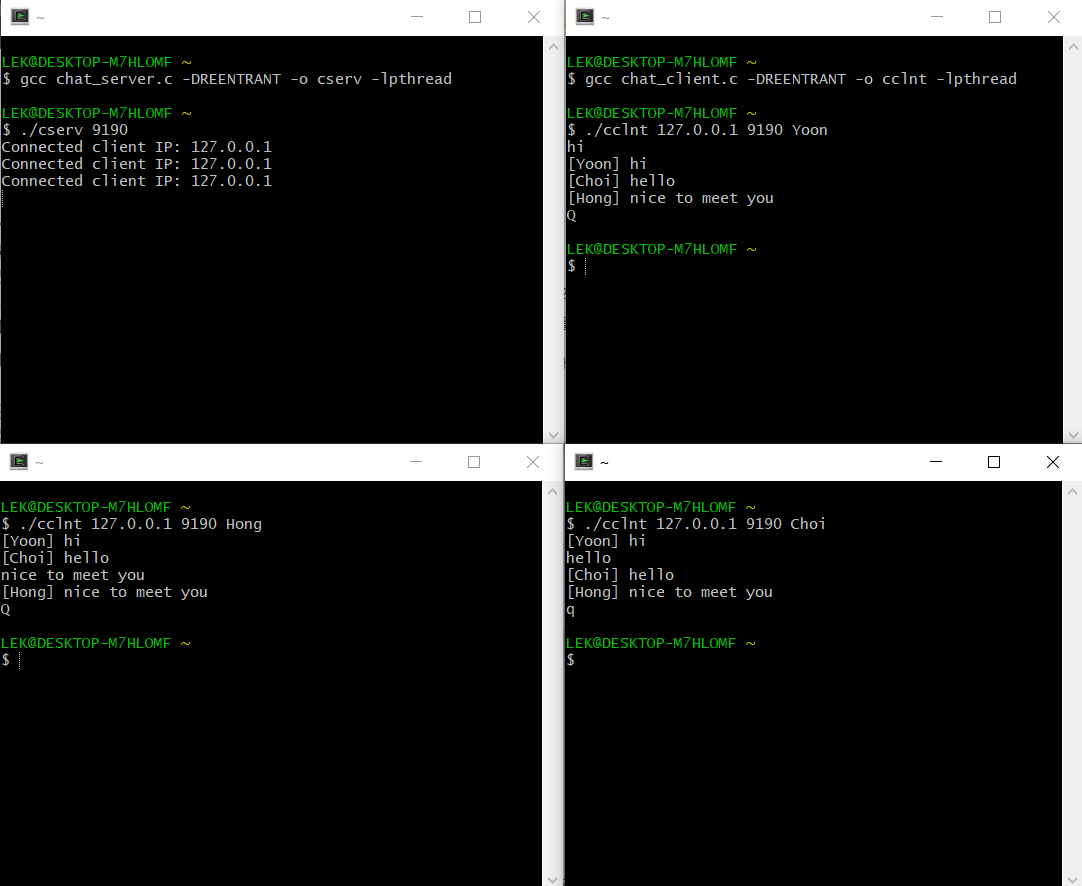 ~
LEK@DESKTOP-M7HLOMF ~
$ gcc chat_server.c -DREENTRANT -o cserv -lpthread
LEK@DESKTOP-M7HLOMF ~
$ ./cserv 9190
Connected client IP: 127.0.0.1
Connected client IP: 127.0.0.1
Connected client IP: 127.0.0.1
~
LEK@DESKTOP-M7HLOMF ~
$ gcc chat_client.c -DREENTRANT -o cclnt -lpthread
LEK@DESKTOP-M7HLOMF ~
$ ./cclnt 127.0.0.1 9190 Yoon
hi
[Yoon] hi
[Choi] hello
[Hong] nice to meet you
Q
LEK@DESKTOP-M7HLOMF ~
$
~
LEK@DESKTOP-M7HLOMF ~
$ ./cclnt 127.0.0.1 9190 Hong
[Yoon] hi
[Choi] hello
nice to meet you
[Hong] nice to meet you
Q
LEK@DESKTOP-M7HLOMF ~
$
~
LEK@DESKTOP-M7HLOMF ~
$ ./cclnt 127.0.0.1 9190 Choi
[Yoon] hi
hello
[Choi] hello
[Hong] nice to meet you
q
LEK@DESKTOP-M7HLOMF ~
$